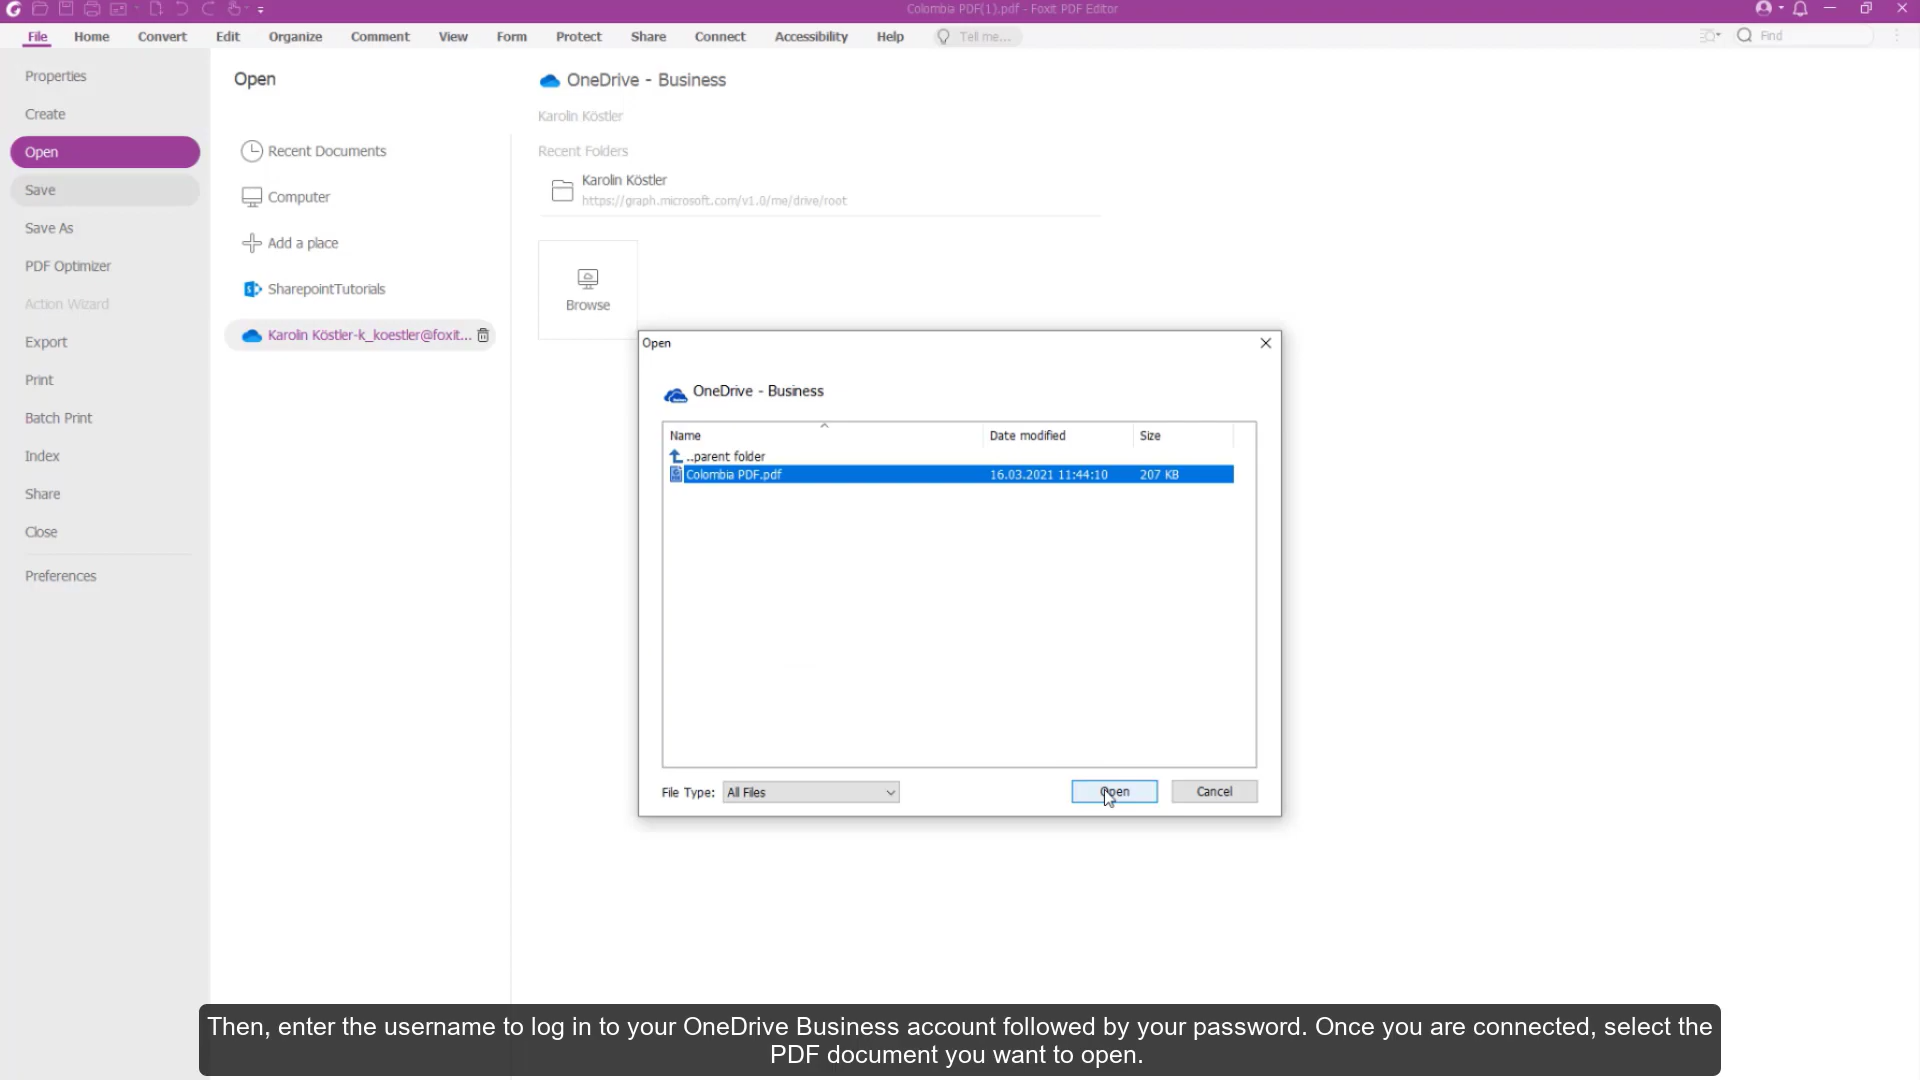 Colombia PDF(1).pdf - Foxit PDF Editor
File Home Convert Edit Organize Comment View Form Protect Share Connect Accessibility Help Tell me... Find
Properties
Create
Open
Save
Save As
PDF Optimizer
Action Wizard
Export
Print
Batch Print
Index
Share
Close
Preferences
Open
Recent Documents
Computer
Add a place
SharepointTutorials
Karolin Köstler-k_koestler@foxit...
OneDrive - Business
Karolin Köstler
Recent Folders
Karolin Köstler
https://graph.microsoft.com/v1.0/me/drive/root
Browse
Open
OneDrive - Business
Name Date modified Size
..parent folder
Colombia PDF.pdf 16.03.2021 11:44:10 207 KB
File Type: All Files Open Cancel
Then, enter the username to log in to your OneDrive Business account followed by your password. Once you are connected, select the
PDF document you want to open.